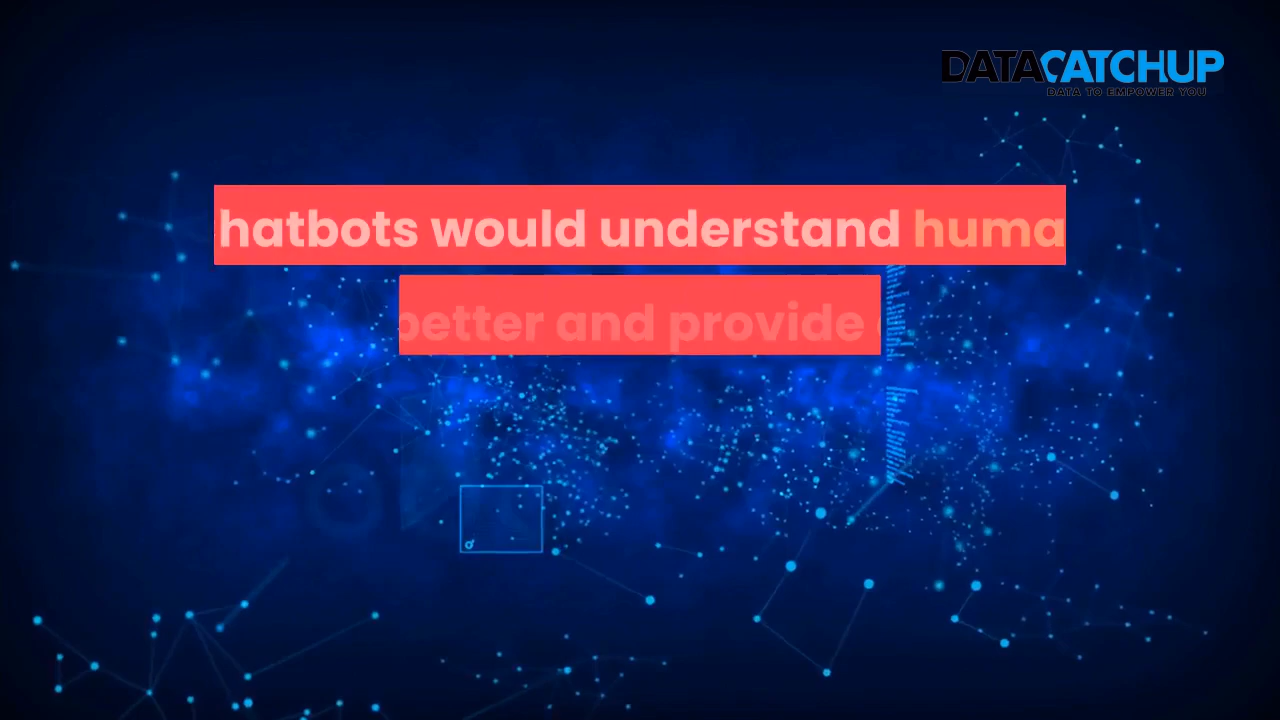 DATACATCHUP
DATA TO EMPOWER YOU
hatbots would understand huma
better and provide